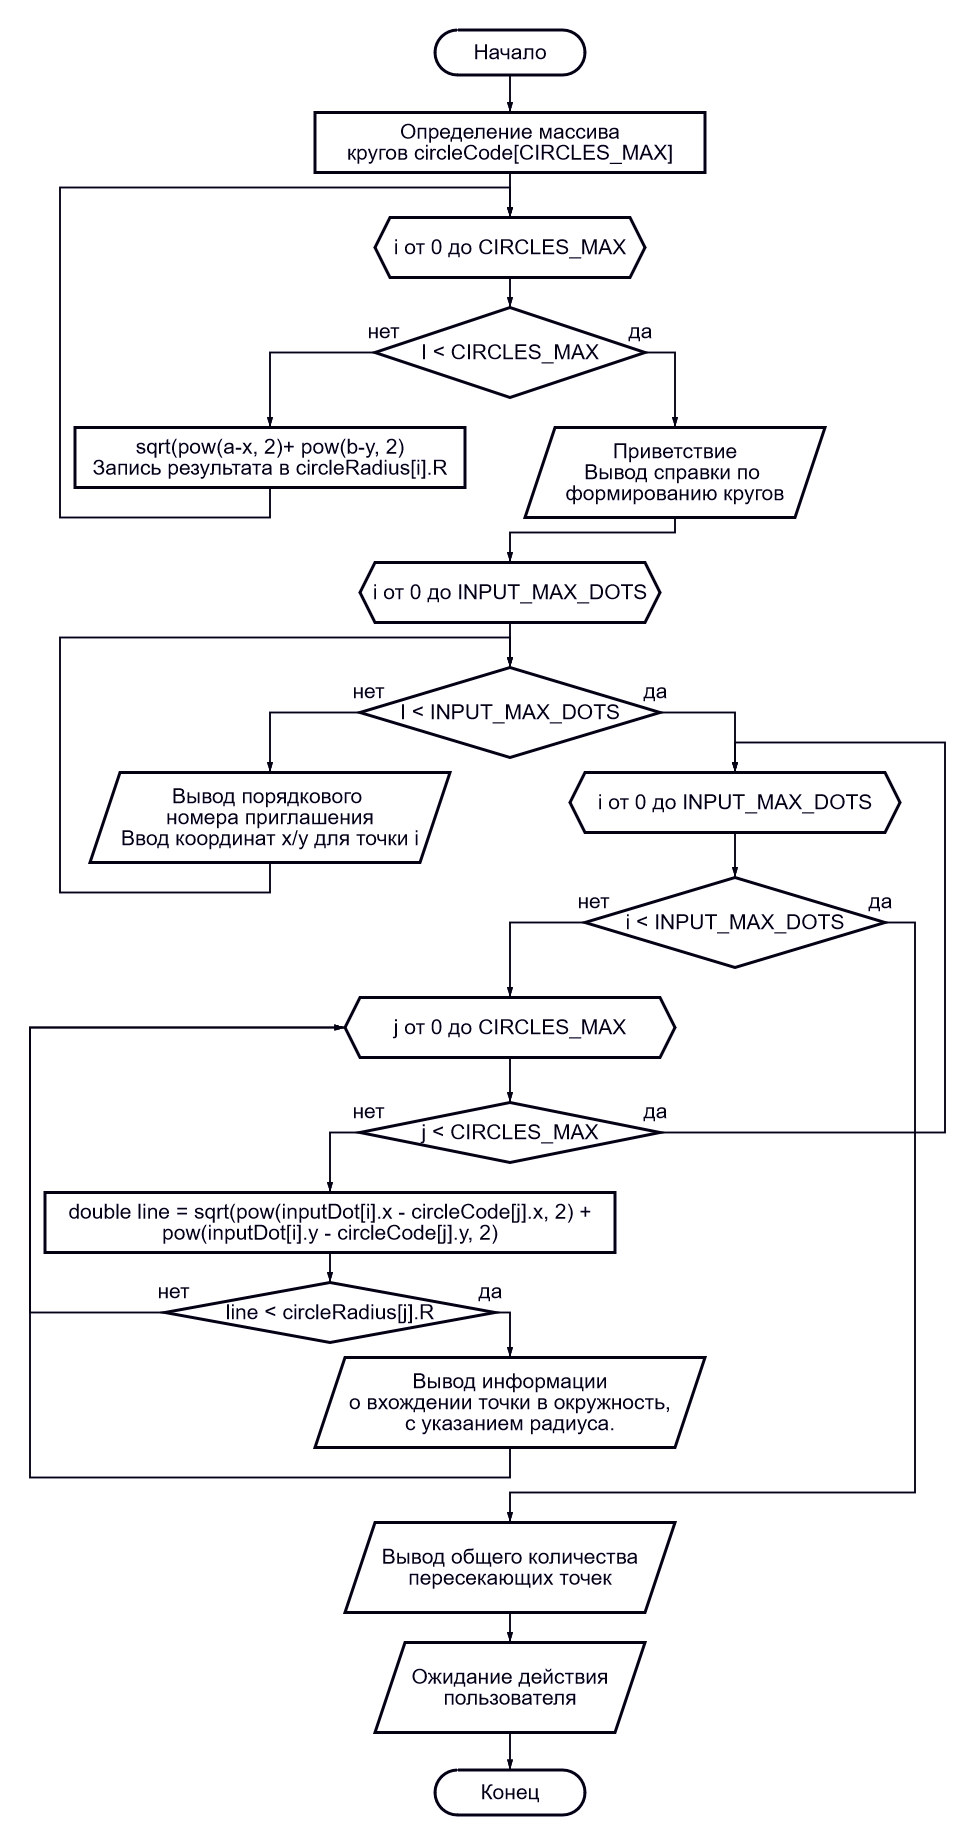 Начало
Определение массива
кругов circleCode[CIRCLES_MAX]
i от 0 до CIRCLES_MAX
нет
да
I < CIRCLES_MAX
sqrt(pow(a-x, 2)+ pow(b-y, 2)
Запись результата в circleRadius[i].R
Приветствие
Вывод справки по
формированию кругов
i от 0 до INPUT_MAX_DOTS
нет
да
I < INPUT_MAX_DOTS
Вывод порядкового
номера приглашения
Ввод координат x/y для точки i
i от 0 до INPUT_MAX_DOTS
нет
да
i < INPUT_MAX_DOTS
j от 0 до CIRCLES_MAX
нет
да
j < CIRCLES_MAX
double line = sqrt(pow(inputDot[i].x - circleCode[j].x, 2) +
pow(inputDot[i].y - circleCode[j].y, 2)
нет
да
line < circleRadius[j].R
Вывод информации
о вхождении точки в окружность,
с указанием радиуса.
Вывод общего количества
пересекающих точек
Ожидание действия
пользователя
Конец